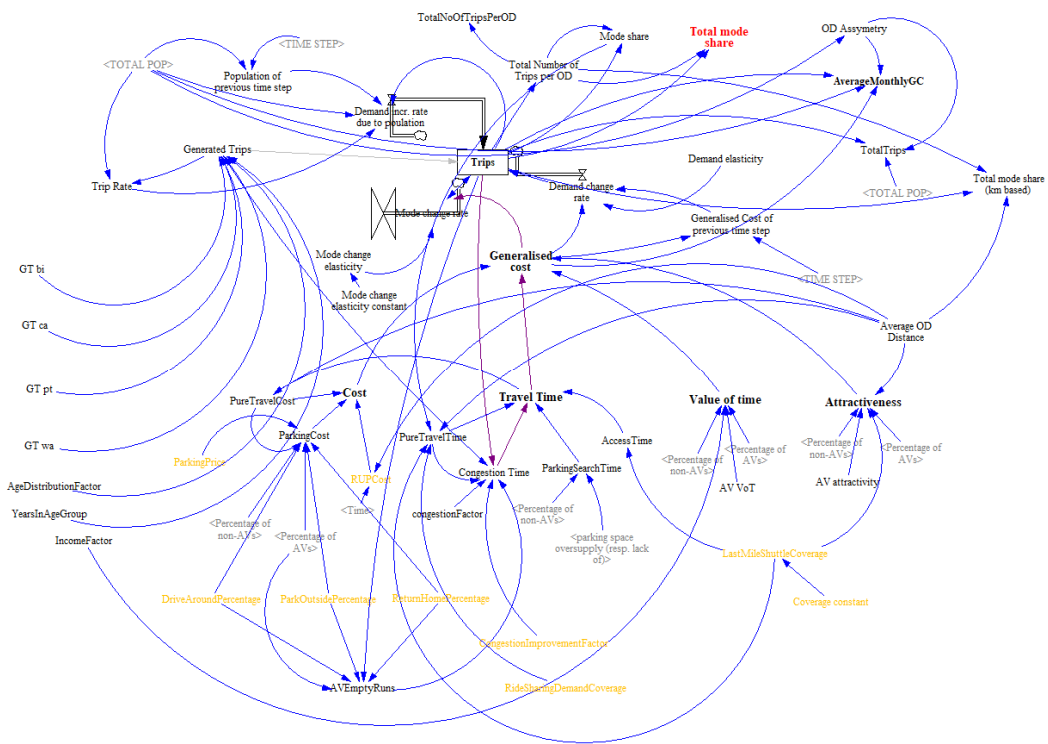 TotalNoOfTripsPerOD
Total mode
share
OD Assymetry
Mode share
<TIME STEP>
<TOTAL POP>
Total Number of
Trips per OD
Population of
previous time step
AverageMonthlyGC
Demand incr. rate
due to poulation
Generated Trips
Trips
Demand elasticity
TotalTrips
Trip Rate
Demand change
rate
<TOTAL POP>
Total mode share
(km based)
Mode change rate
Generalised Cost of
previous time step
Mode change
elasticity
Generalised
cost
GT bi
<TIME STEP>
Mode change
elasticity constant
GT ca
Average OD
Distance
GT pt
Cost
PureTravelCost
Travel Time
Value of time
Attractiveness
ParkingCost
PureTravelTime
AccessTime
GT wa
<Percentage of
non-AVs>
<Percentage of
AVs>
<Percentage of
non-AVs>
<Percentage of
AVs>
ParkingPrice
RUPCost
Congestion Time
ParkingSearchTime
AV VoT
AV attractivity
AgeDistributionFactor
YearsInAgeGroup
<Time>
congestionFactor
<Percentage of
non-AVs>
IncomeFactor
<Percentage of
non-AVs>
<Percentage of
AVs>
<parking space
oversupply (resp. lack
of)>
LastMileShuttleCoverage
DriveAroundPercentage
ParkOutsidePercentage
ReturnHomePercentage
Coverage constant
CongestionImprovementFactor
AVEmptyRuns
RideSharingDemandCoverage